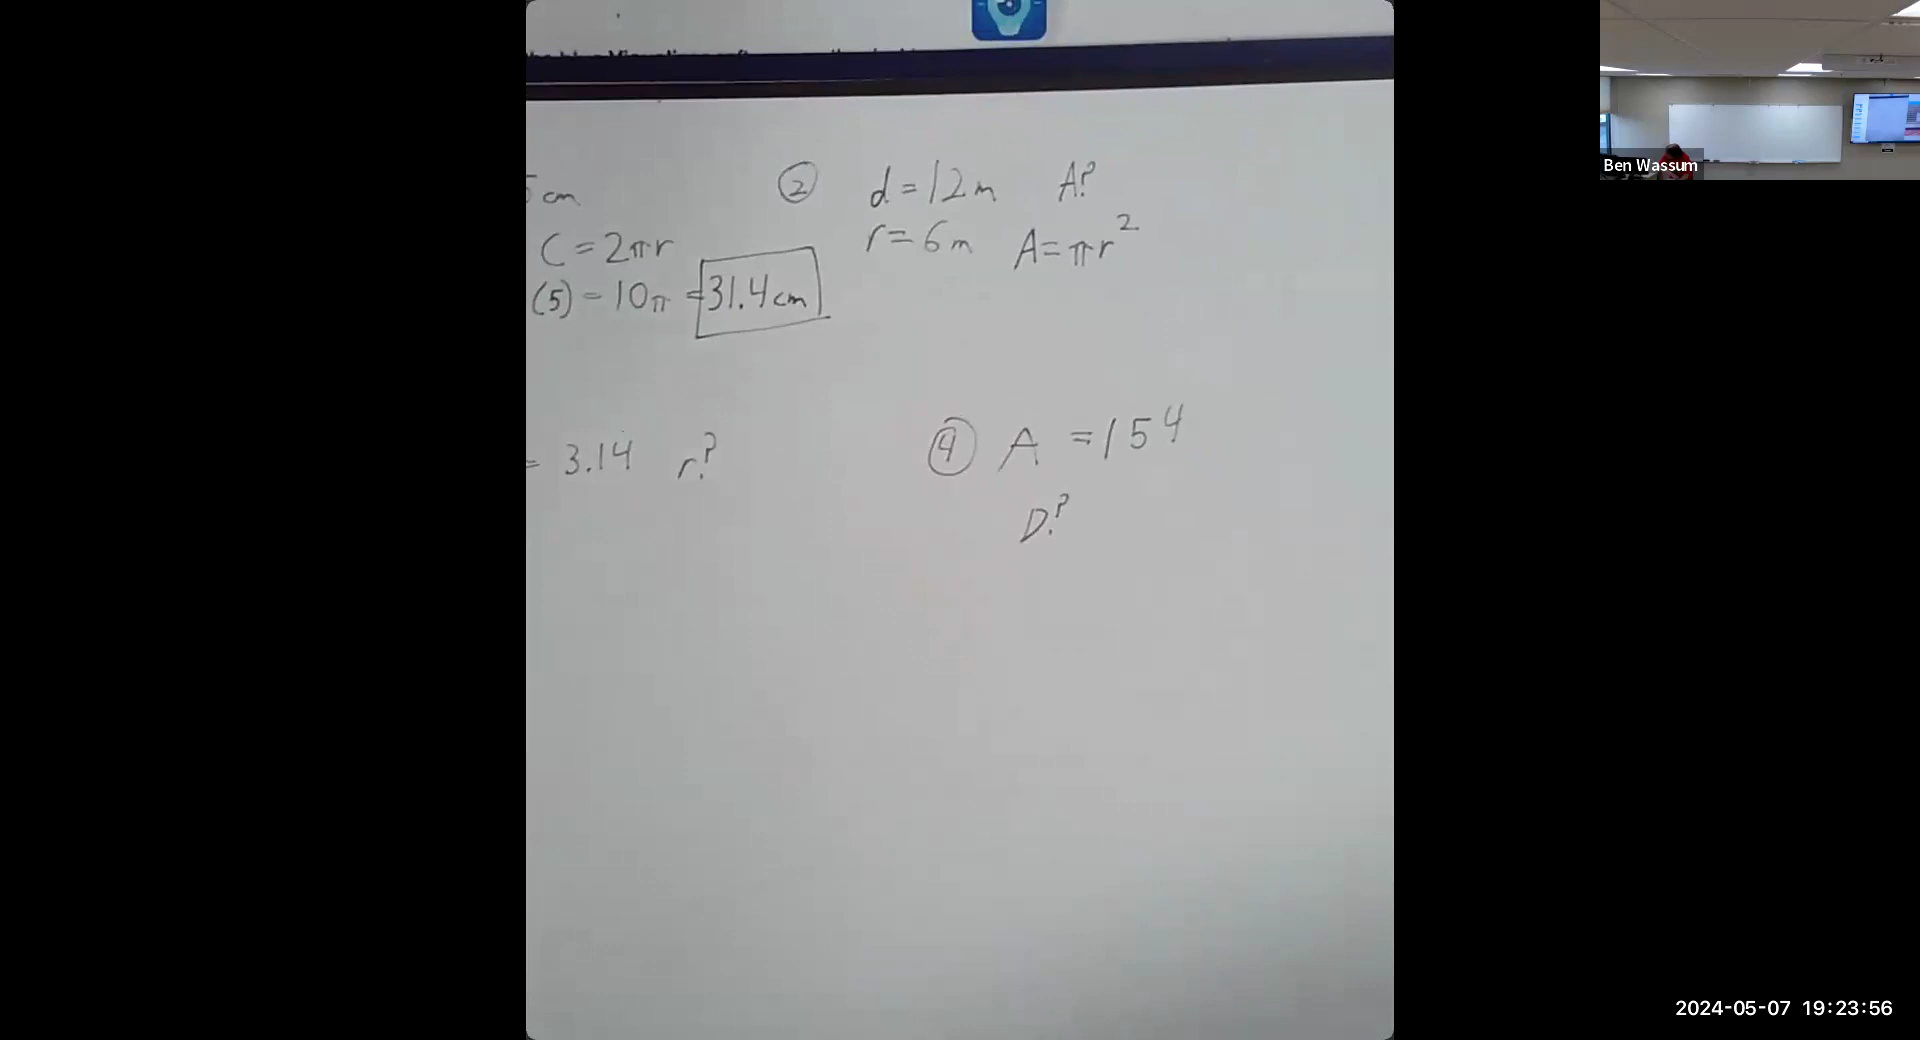 5 cm
C = 2πr
(5) = 10π = 31.4 cm
② d = 12 m A?
r = 6 m A = πr²
= 3.14 r?
④ A = 154
D?
Ben Wassum
2024-05-07 19:23:56